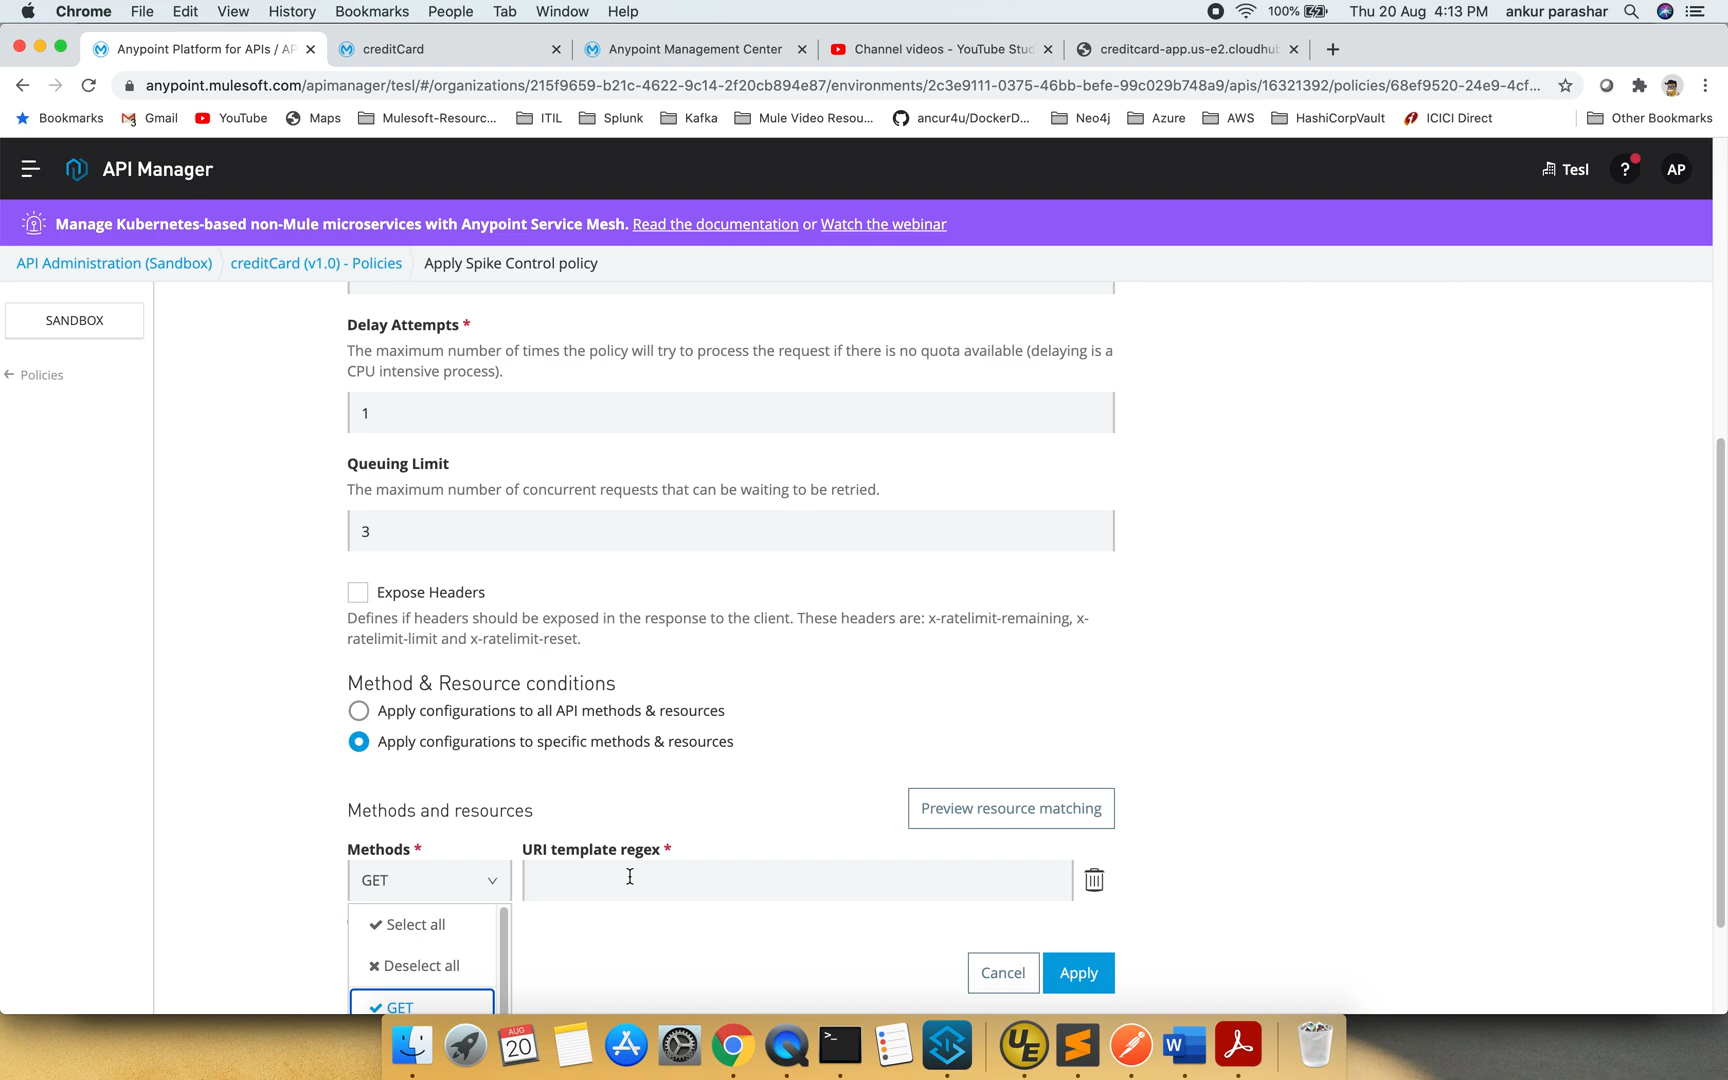 Chrome File Edit View History Bookmarks People Tab Window Help 100% Thu 20 Aug 4:13 PM ankur parashar
Anypoint Platform for APIs / AP creditCard Anypoint Management Center Channel videos - YouTube Stud creditcard-app.us-e2.cloudhu
anypoint.mulesoft.com/apimanager/tesl/#/organizations/215f9659-b21c-4622-9c14-2f20cb894e87/environments/2c3e9111-0375-46bb-befe-99c029b748a9/apis/16321392/policies/68ef9520-24e9-4cf...
Bookmarks Gmail YouTube Maps Mulesoft-Resourc... ITIL Splunk Kafka Mule Video Resou... ancur4u/DockerD... Neo4j Azure AWS HashiCorpVault ICICI Direct Other Bookmarks
API Manager Tesl ? AP
Manage Kubernetes-based non-Mule microservices with Anypoint Service Mesh. Read the documentation or Watch the webinar
API Administration (Sandbox) creditCard (v1.0) - Policies Apply Spike Control policy
SANDBOX
Policies
Delay Attempts *
The maximum number of times the policy will try to process the request if there is no quota available (delaying is a
CPU intensive process).
1
Queuing Limit
The maximum number of concurrent requests that can be waiting to be retried.
3
Expose Headers
Defines if headers should be exposed in the response to the client. These headers are: x-ratelimit-remaining, x-
ratelimit-limit and x-ratelimit-reset.
Method & Resource conditions
Apply configurations to all API methods & resources
Apply configurations to specific methods & resources
Methods and resources Preview resource matching
Methods * URI template regex *
GET
Select all
Deselect all
GET
Cancel Apply
AUG
20
UE
W